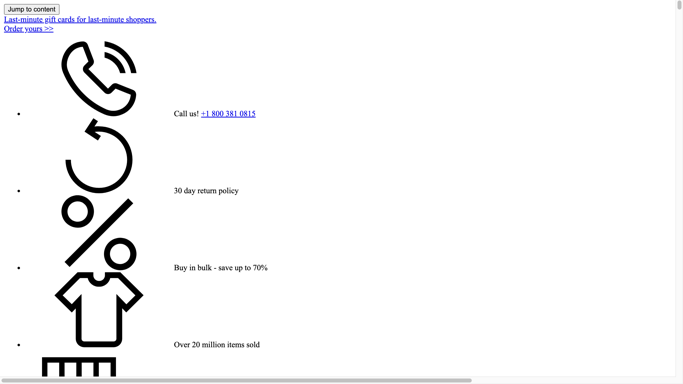 Jump to content
Last-minute gift cards for last-minute shoppers.
Order yours >>
Call us! +1 800 381 0815
30 day return policy
Buy in bulk - save up to 70%
Over 20 million items sold